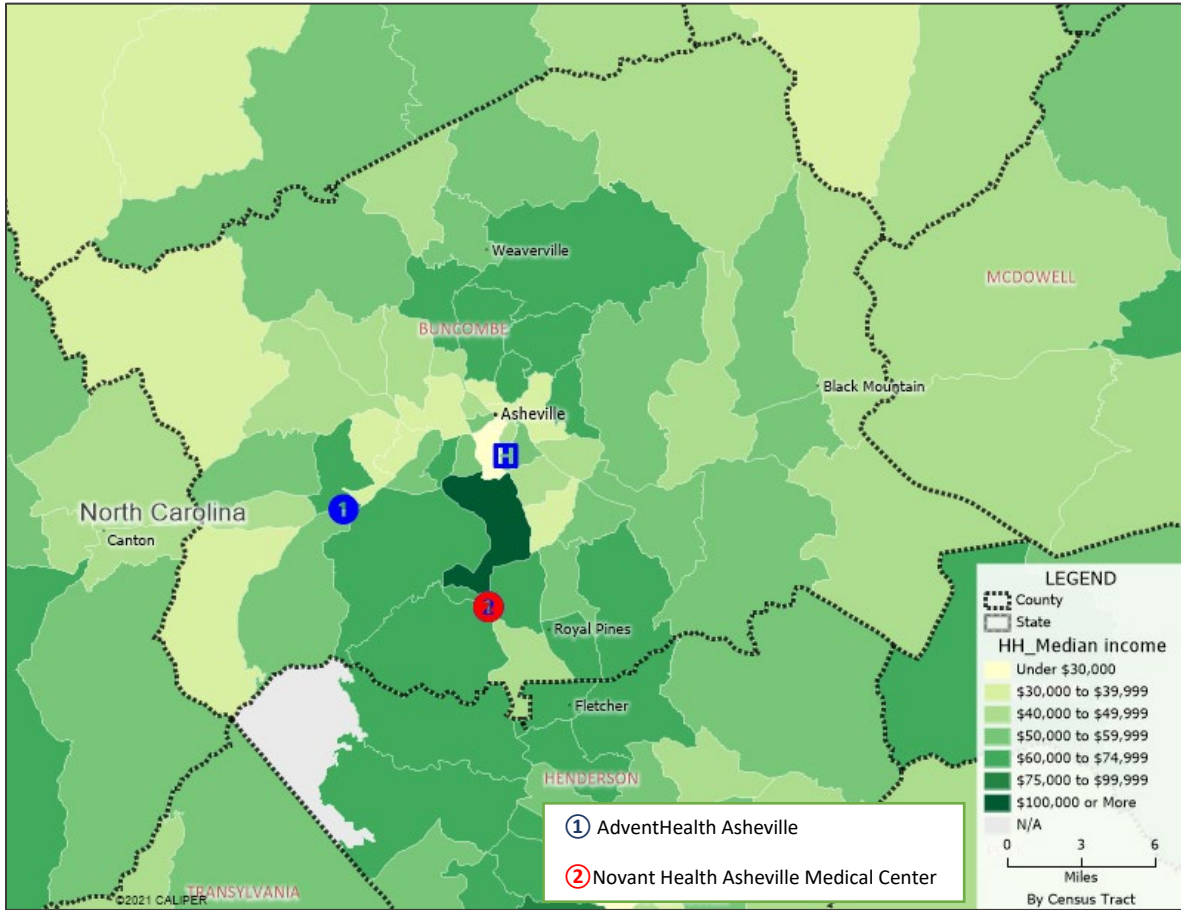 Weaverville
MCDOWELL
BUNCOMBE
Black Mountain
Asheville
H
1
North Carolina
Canton
2
Royal Pines
Fletcher
HENDERSON
TRANSYLVANIA
©2021 CALIPER
LEGEND
County
State
HH_Median income
Under $30,000
$30,000 to $39,999
$40,000 to $49,999
$50,000 to $59,999
$60,000 to $74,999
$75,000 to $99,999
$100,000 or More
N/A
0 3 6
Miles
By Census Tract
1 AdventHealth Asheville
2 Novant Health Asheville Medical Center